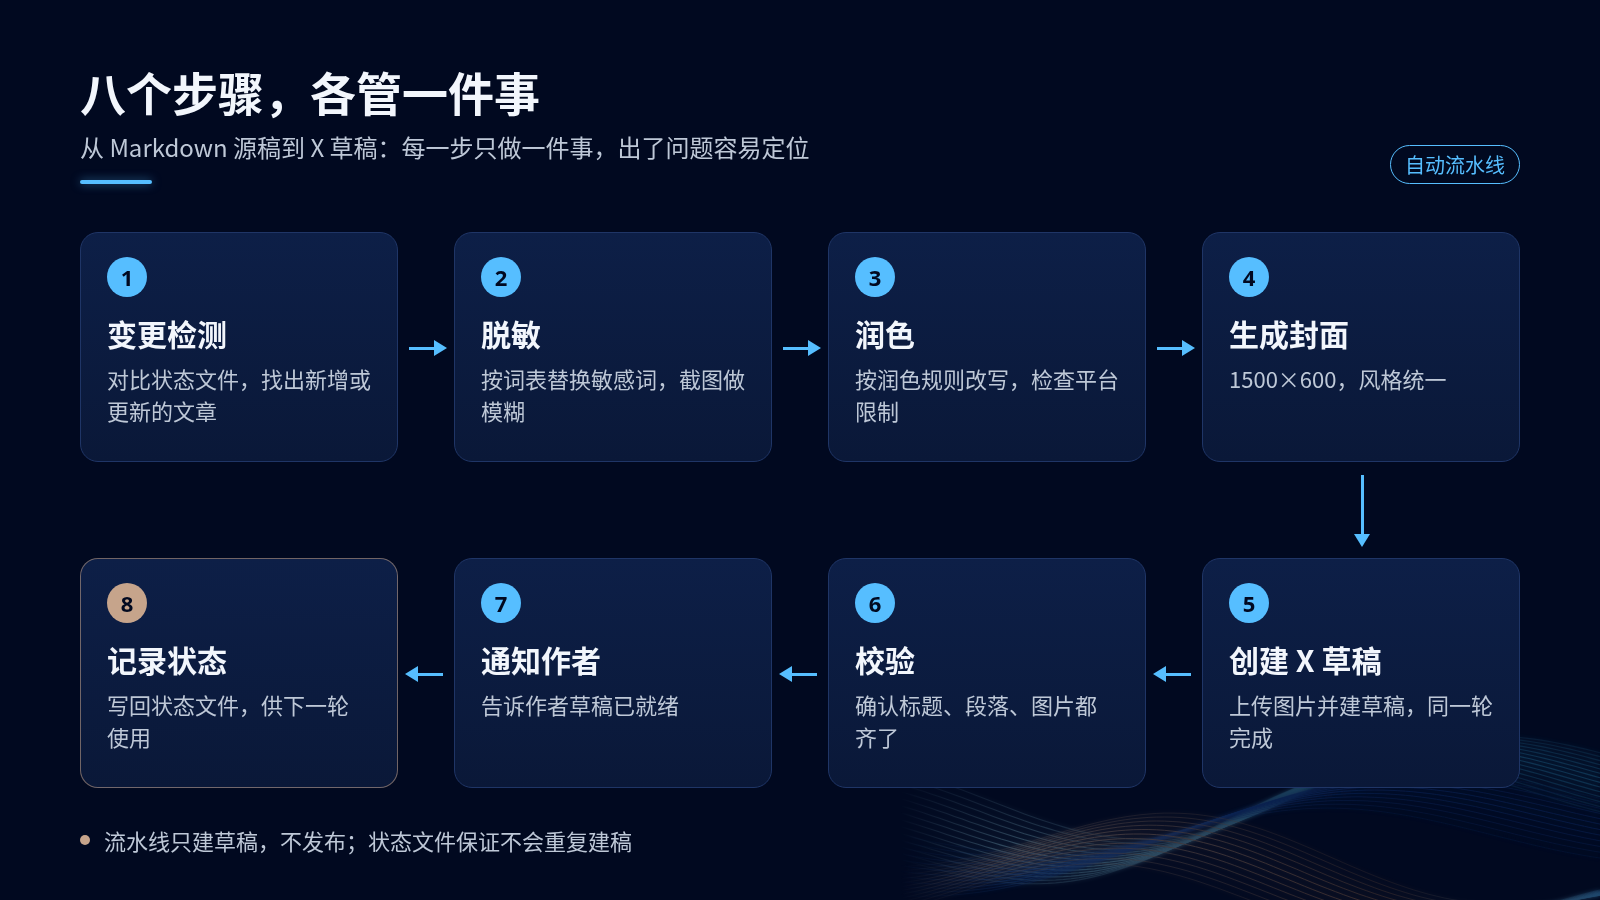 八个步骤，各管一件事
从 Markdown 源稿到 X 草稿：每一步只做一件事，出了问题容易定位
自动流水线
1
变更检测
对比状态文件，找出新增或
更新的文章
2
脱敏
按词表替换敏感词，截图做
模糊
3
润色
按润色规则改写，检查平台
限制
4
生成封面
1500×600，风格统一
5
创建 X 草稿
上传图片并建草稿，同一轮
完成
6
校验
确认标题、段落、图片都
齐了
7
通知作者
告诉作者草稿已就绪
8
记录状态
写回状态文件，供下一轮
使用
流水线只建草稿，不发布；状态文件保证不会重复建稿